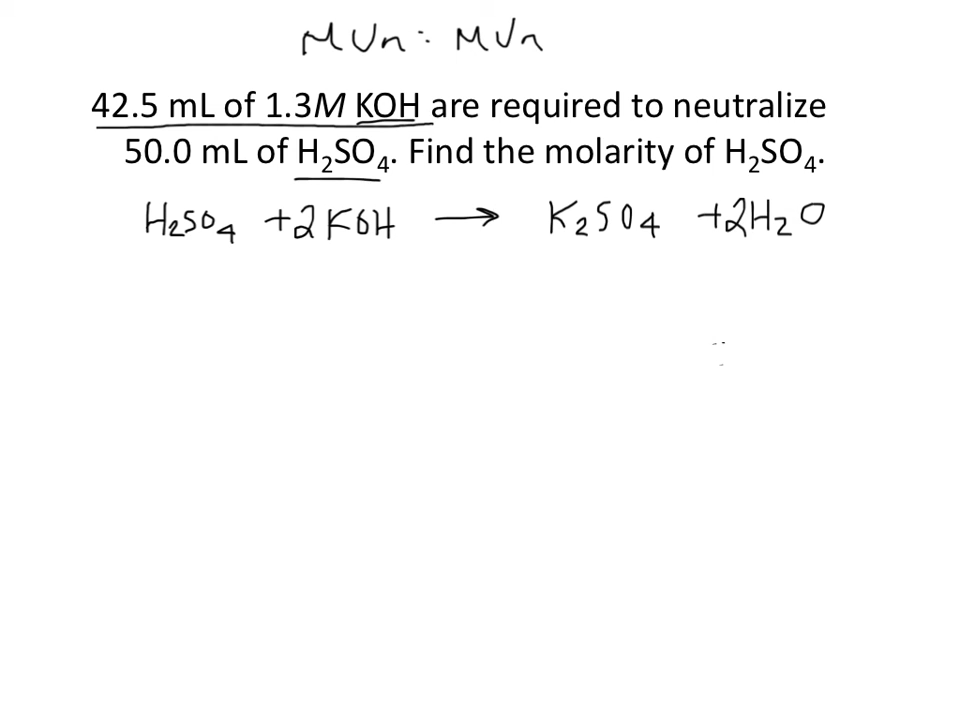 MVn = MVn
42.5 mL of 1.3M KOH are required to neutralize
50.0 mL of H₂SO₄. Find the molarity of H₂SO₄.
H₂SO₄ + 2KOH → K₂SO₄ + 2H₂O